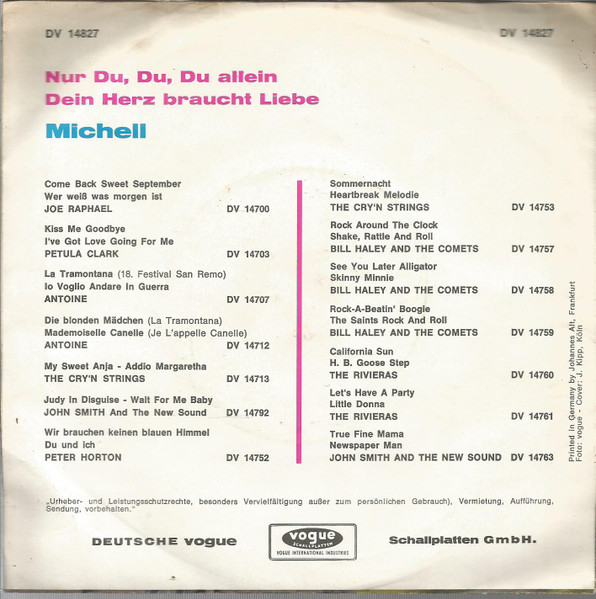 DV 14827
DV 14827
Nur Du, Du, Du allein
Dein Herz braucht Liebe
Michell
Come Back Sweet September
Wer weiß was morgen ist
JOE RAPHAEL DV 14700
Kiss Me Goodbye
I've Got Love Going For Me
PETULA CLARK DV 14703
La Tramontana (18. Festival San Remo)
Io Voglio Andare In Guerra
ANTOINE DV 14707
Die blonden Mädchen (La Tramontana)
Mademoiselle Canelle (Je L'appelle Canelle)
ANTOINE DV 14712
My Sweet Anja - Addio Margaretha
THE CRY'N STRINGS DV 14713
Judy In Disguise - Wait For Me Baby
JOHN SMITH And The New Sound DV 14792
Wir brauchen keinen blauen Himmel
Du und ich
PETER HORTON DV 14752
Sommernacht
Heartbreak Melodie
THE CRY'N STRINGS DV 14753
Rock Around The Clock
Shake, Rattle And Roll
BILL HALEY AND THE COMETS DV 14757
See You Later Alligator
Skinny Minnie
BILL HALEY AND THE COMETS DV 14758
Rock-A-Beatin' Boogie
The Saints Rock And Roll
BILL HALEY AND THE COMETS DV 14759
California Sun
H. B. Goose Step
THE RIVIERAS DV 14760
Let's Have A Party
Little Donna
THE RIVIERAS DV 14761
True Fine Mama
Newspaper Man
JOHN SMITH AND THE NEW SOUND DV 14763
Printed in Germany by Johannes Alt, Frankfurt
Foto: vogue - Cover: J. Kipp, Köln
„Urheber- und Leistungsschutzrechte, besonders Vervielfältigung außer zum persönlichen Gebrauch), Vermietung, Aufführung,
Sendung, vorbehalten."
DEUTSCHE vogue
vogue
SCHALLPLATTEN
VOGUE INTERNATIONAL INDUSTRIES
Schallplatten GmbH.